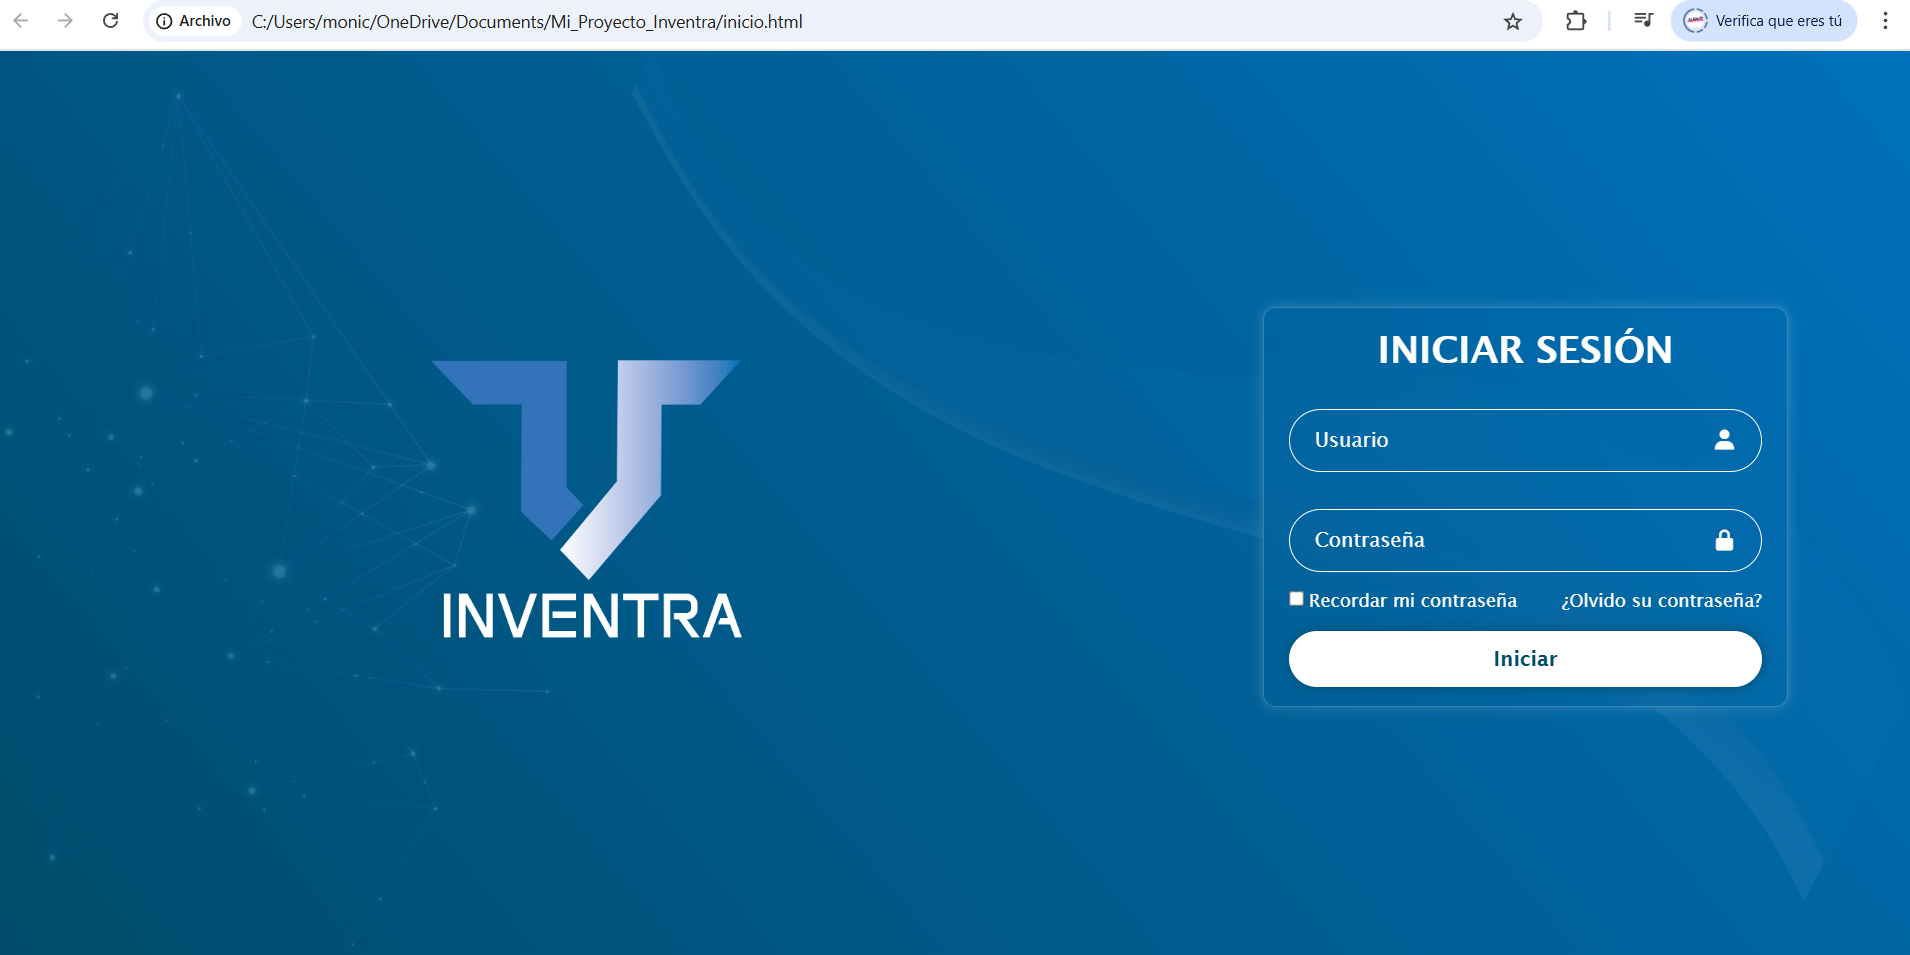 Archivo C:/Users/monic/OneDrive/Documents/Mi_Proyecto_Inventra/inicio.html Verifica que eres tú
INVENTRA
INICIAR SESIÓN
Usuario
Contraseña
Recordar mi contraseña ¿Olvido su contraseña?
Iniciar